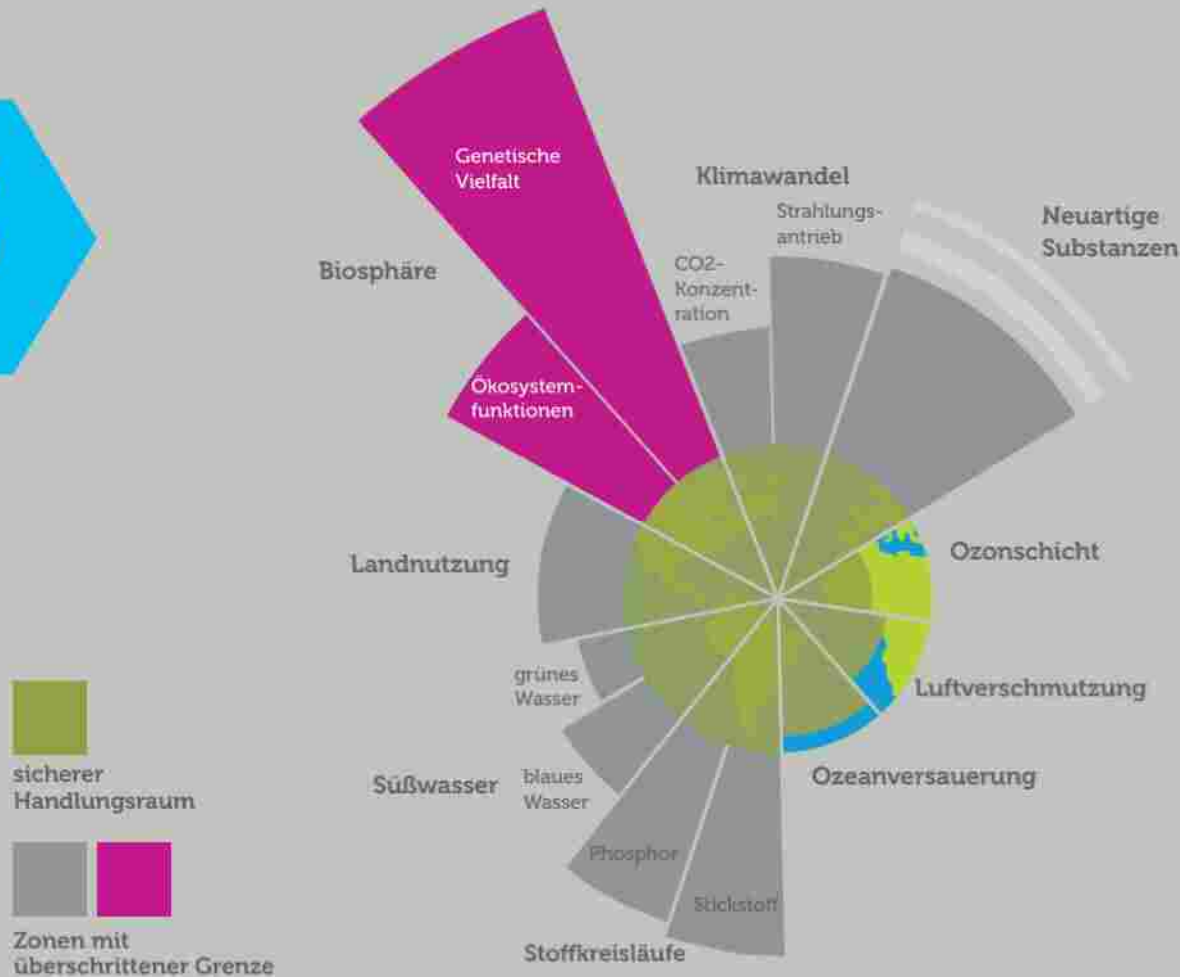 Genetische
Vielfalt
Klimawandel
Strahlungs-
antrieb
Neuartige
Substanzen
Biosphäre
CO2-
Konzent-
ration
Ökosystem-
funktionen
Landnutzung
Ozonschicht
grünes
Wasser
Luftverschmutzung
Süßwasser
blaues
Wasser
Ozeanversauerung
Phosphor
Stickstoff
Stoffkreisläufe
sicherer
Handlungsraum
Zonen mit
überschrittener Grenze